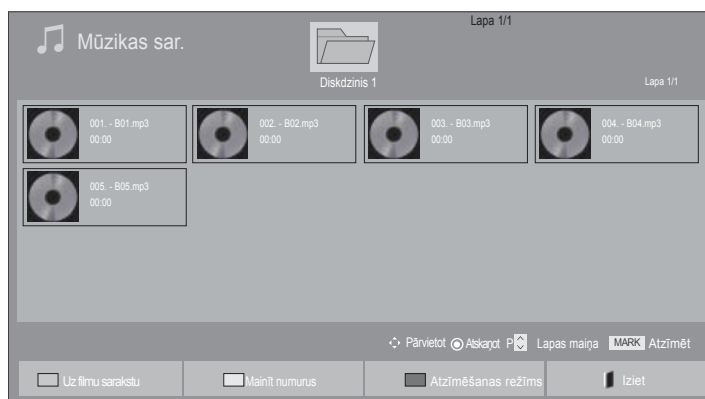 Lapa 1/1
Mūzikas sar.
Diskdzinis 1
Lapa 1/1
001. - B01.mp3
00:00
002. - B02.mp3
00:00
003. - B03.mp3
00:00
004. - B04.mp3
00:00
005. - B05.mp3
00:00
Pārvietot Atskaņot P Lapas maiņa MARK Atzīmēt
Uz filmu sarakstu Mainīt numurus Atzīmēšanas režīms Iziet